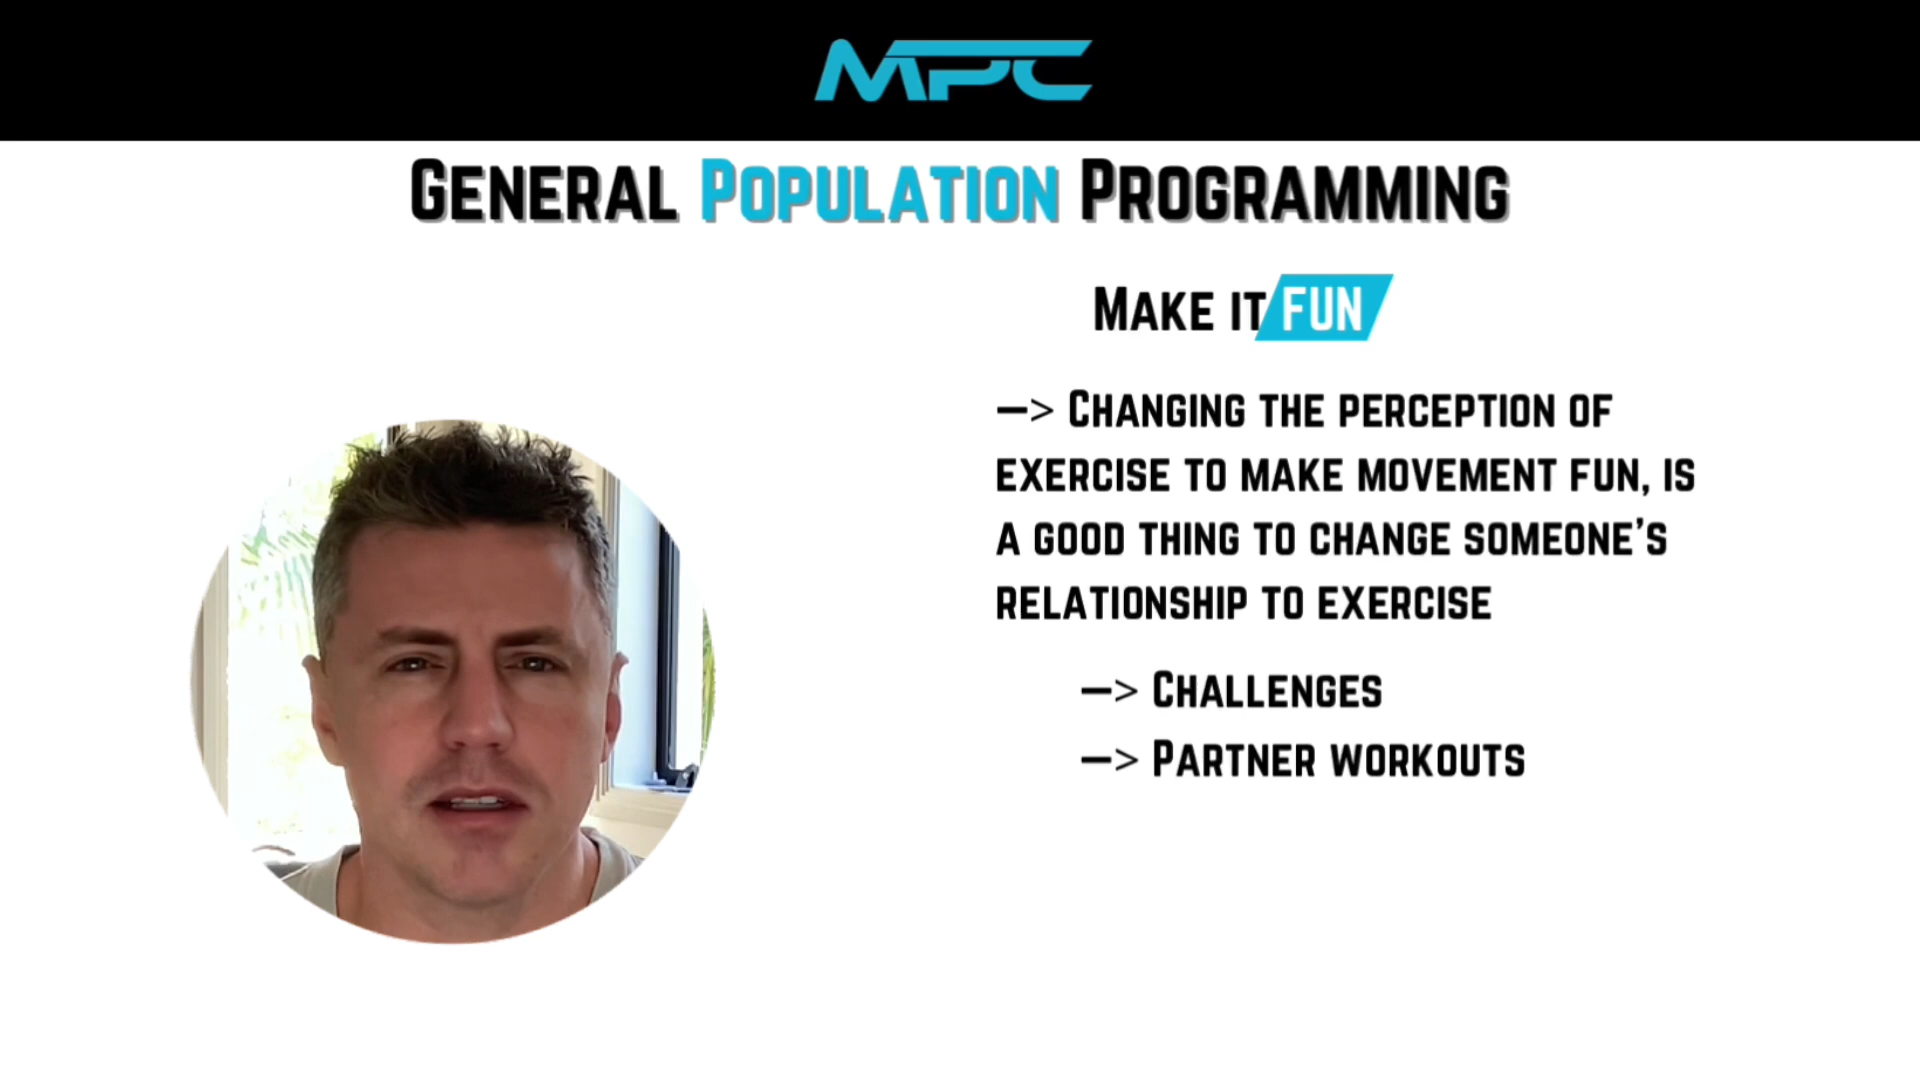 MPC
General Population Programming
Make it FUN
—> Changing the perception of
exercise to make movement fun, is
a good thing to change someone’s
relationship to exercise
—> Challenges
—> Partner workouts